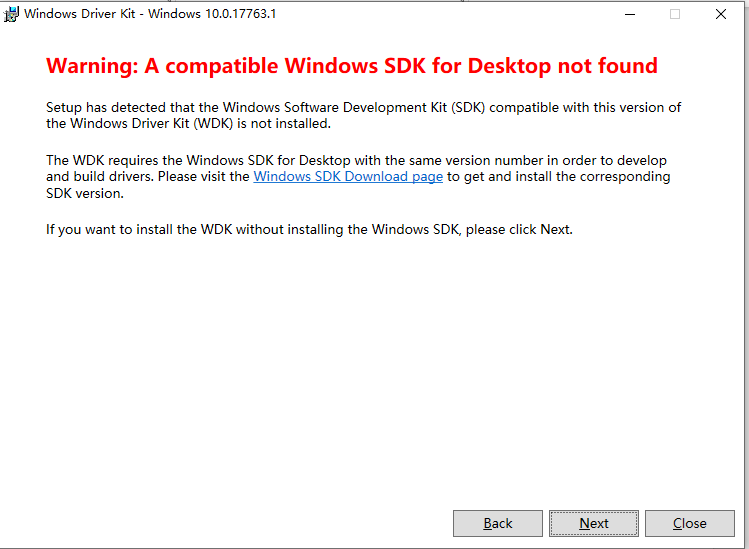 Windows Driver Kit - Windows 10.0.17763.1
Warning: A compatible Windows SDK for Desktop not found
Setup has detected that the Windows Software Development Kit (SDK) compatible with this version of
the Windows Driver Kit (WDK) is not installed.
The WDK requires the Windows SDK for Desktop with the same version number in order to develop
and build drivers. Please visit the Windows SDK Download page to get and install the corresponding
SDK version.
If you want to install the WDK without installing the Windows SDK, please click Next.
Back
Next
Close